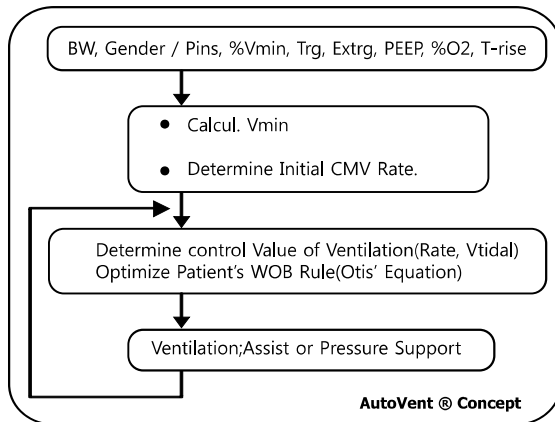 BW, Gender / Pins, %Vmin, Trg, Extrg, PEEP, %O2, T-rise
• Calcul. Vmin
• Determine Initial CMV Rate.
Determine control Value of Ventilation(Rate, Vtidal)
Optimize Patient's WOB Rule(Otis' Equation)
Ventilation;Assist or Pressure Support
AutoVent ® Concept